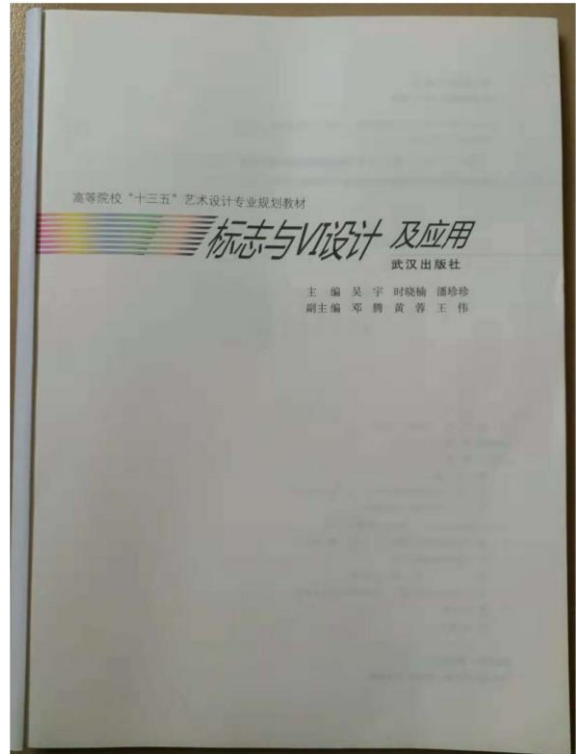 高等院校“十三五”艺术设计专业规划教材
标志与VI设计 及应用
武汉出版社
主 编 吴 宇 时晓楠 潘珍珍
副主编 邓 腾 黄 蓉 王 伟